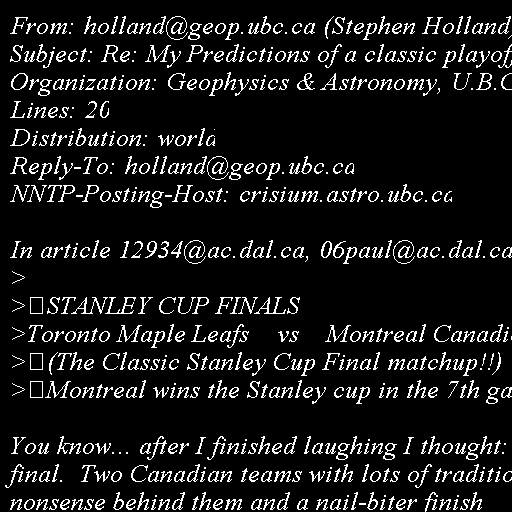 From: holland@geop.ubc.ca (Stephen Holland
Subject: Re: My Predictions of a classic playoff
Organization: Geophysics & Astronomy, U.B.C
Lines: 20
Distribution: world
Reply-To: holland@geop.ubc.ca
NNTP-Posting-Host: crisium.astro.ubc.ca

In article 12934@ac.dal.ca, 06paul@ac.dal.ca
>
>STANLEY CUP FINALS
>Toronto Maple Leafs    vs    Montreal Canadi
>(The Classic Stanley Cup Final matchup!!)
>Montreal wins the Stanley cup in the 7th ga

You know... after I finished laughing I thought:
final.  Two Canadian teams with lots of traditio
nonsense behind them and a nail-biter finish